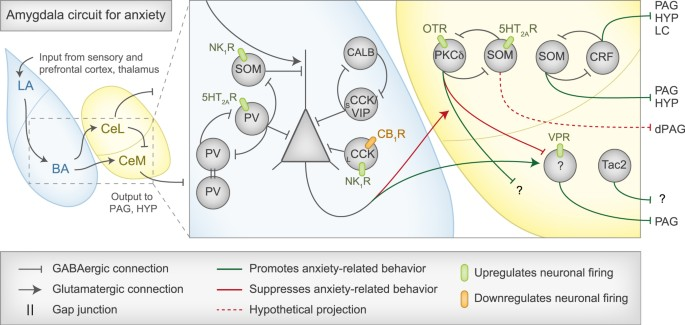 Amygdala circuit for anxiety
Input from sensory and
prefrontal cortex, thalamus
LA
BA
CeL
CeM
Output to
PAG, HYP
NK1R
SOM
5HT2AR
PV
PV
PV
CALB
SCCK/
VIP
CB1R
LCCK
NK1R
OTR
PKCδ
5HT2AR
SOM
SOM
CRF
PAG
HYP
LC
PAG
HYP
dPAG
VPR
?
Tac2
?
?
PAG
GABAergic connection
Glutamatergic connection
Gap junction
Promotes anxiety-related behavior
Suppresses anxiety-related behavior
Hypothetical projection
Upregulates neuronal firing
Downregulates neuronal firing